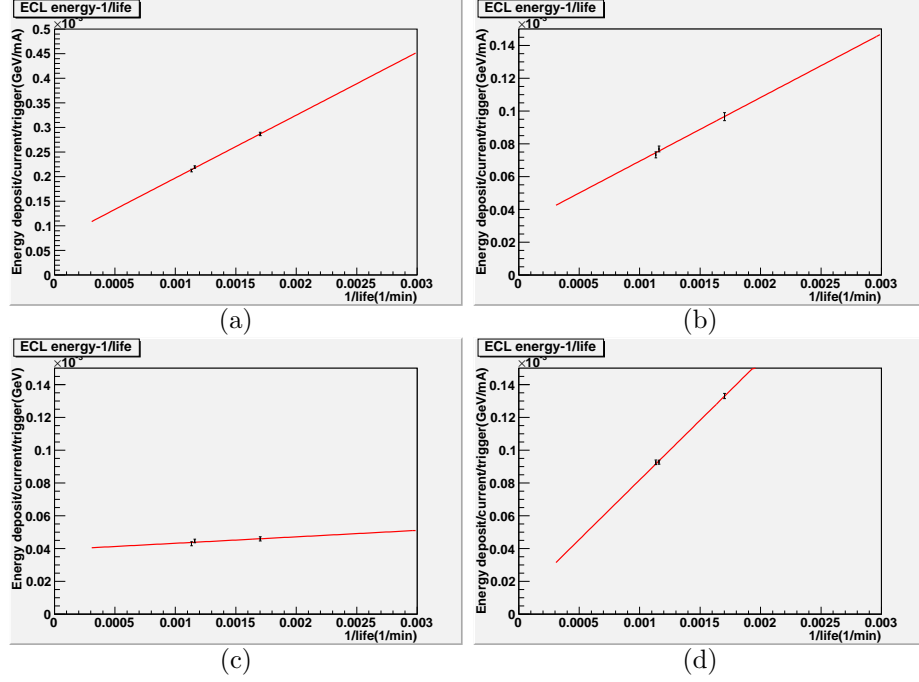 ECL energy-1/life
Energy deposit/current/trigger(GeV/mA)
0.5
0.45
0.4
0.35
0.3
0.25
0.2
0.15
0.1
0.05
0
0 0.0005 0.001 0.0015 0.002 0.0025 0.003
1/life(1/min)
(a)
ECL energy-1/life
Energy deposit/current/trigger(GeV/mA)
0.14
0.12
0.1
0.08
0.06
0.04
0.02
0
0 0.0005 0.001 0.0015 0.002 0.0025 0.003
1/life(1/min)
(b)
ECL energy-1/life
Energy deposit/current/trigger(GeV)
0.14
0.12
0.1
0.08
0.06
0.04
0.02
0
0 0.0005 0.001 0.0015 0.002 0.0025 0.003
1/life(1/min)
(c)
ECL energy-1/life
Energy deposit/current/trigger(GeV/mA)
0.14
0.12
0.1
0.08
0.06
0.04
0.02
0
0 0.0005 0.001 0.0015 0.002 0.0025 0.003
1/life(1/min)
(d)